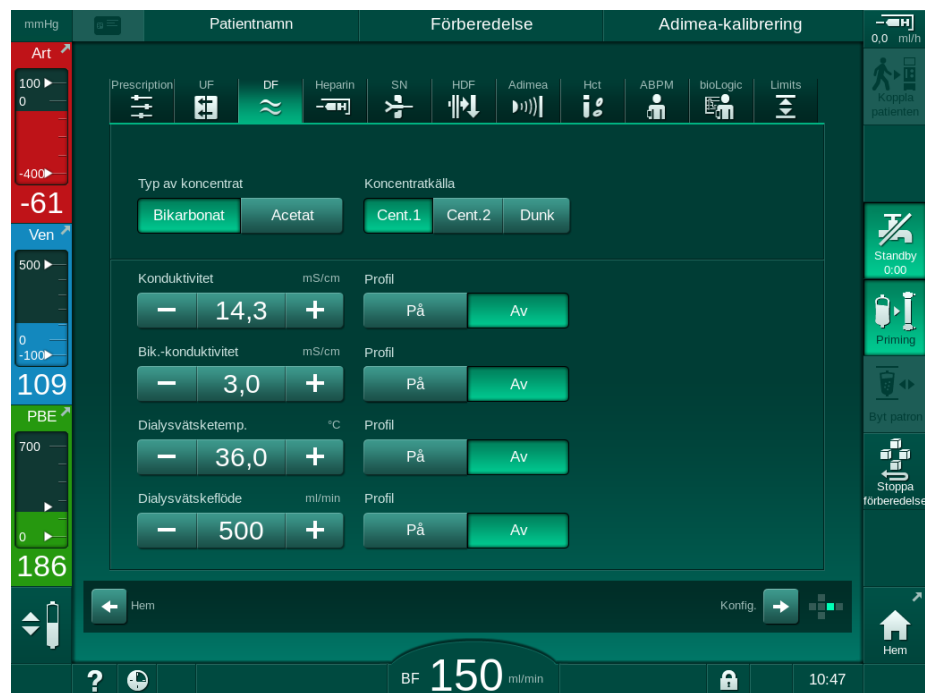 mmHg
Patientnamn
Förberedelse
Adimea-kalibrering
0,0 ml/h
Art
100
0
-400
-61
Ven
500
0
-100
109
PBE
700
0
186
Prescription
UF
DF
Heparin
SN
HDF
Adimea
Hct
ABPM
bioLogic
Limits
Typ av koncentrat
Koncentratkälla
Bikarbonat
Acetat
Cent.1
Cent.2
Dunk
Konduktivitet mS/cm Profil
14,3 På Av
Bik.-konduktivitet mS/cm Profil
3,0 På Av
Dialysvätsketemp. °C Profil
36,0 På Av
Dialysvätskeflöde ml/min Profil
500 På Av
Hem
Konfig.
Koppla
patienten
Standby
0:00
Priming
Byt patron
Stoppa
förberedelse
Hem
?
BF 150 ml/min
10:47